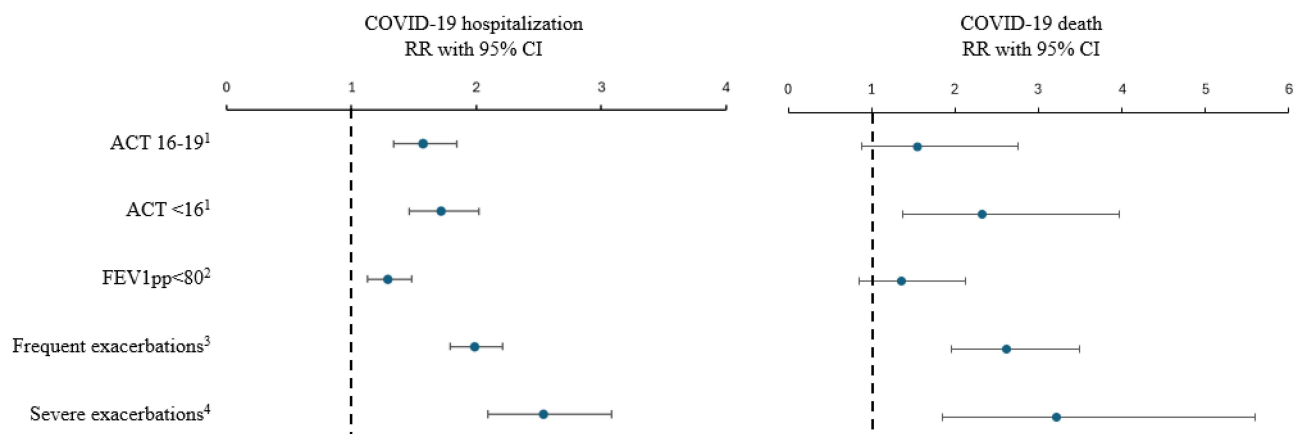 COVID-19 hospitalization
RR with 95% CI
0 1 2 3 4
COVID-19 death
RR with 95% CI
0 1 2 3 4 5 6
ACT 16-19¹
ACT <16¹
FEV1pp<80²
Frequent exacerbations³
Severe exacerbations⁴